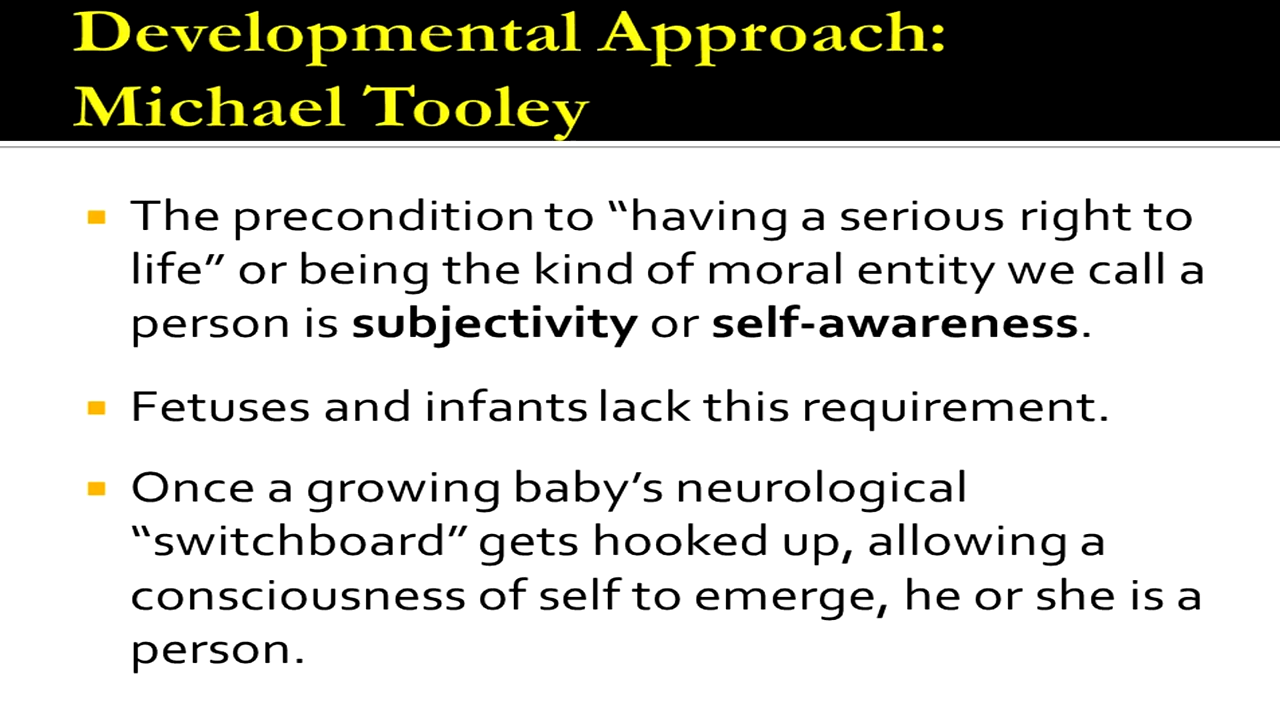 Developmental Approach:
Michael Tooley
The precondition to “having a serious right to
life” or being the kind of moral entity we call a
person is subjectivity or self-awareness.
Fetuses and infants lack this requirement.
Once a growing baby’s neurological
“switchboard” gets hooked up, allowing a
consciousness of self to emerge, he or she is a
person.